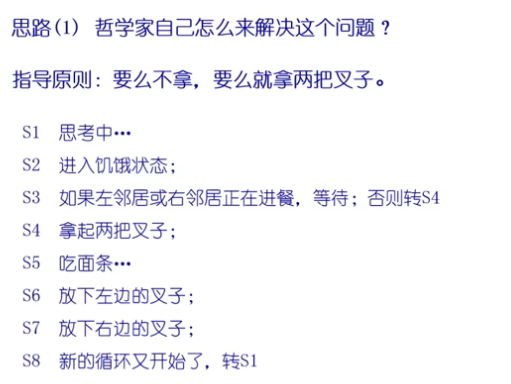 思路(1) 哲学家自己怎么来解决这个问题？
指导原则：要么不拿，要么就拿两把叉子。
S1 思考中…
S2 进入饥饿状态；
S3 如果左邻居或右邻居正在进餐，等待；否则转S4
S4 拿起两把叉子；
S5 吃面条…
S6 放下左边的叉子；
S7 放下右边的叉子；
S8 新的循环又开始了，转S1